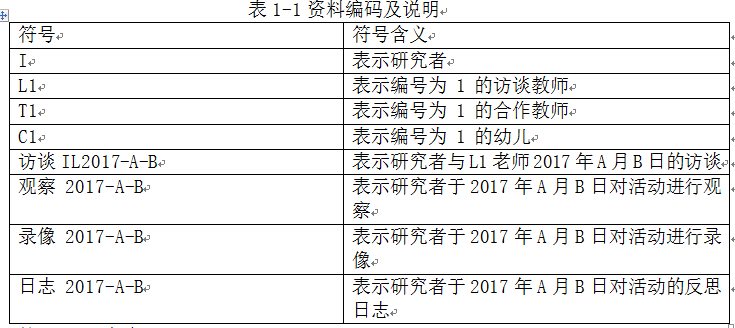 表 1-1 资料编码及说明
符号 符号含义
I 表示研究者
L1 表示编号为 1 的访谈教师
T1 表示编号为 1 的合作教师
C1 表示编号为 1 的幼儿
访谈 IL2017-A-B 表示研究者与 L1 老师 2017 年 A 月 B 日的访谈
观察 2017-A-B 表示研究者于 2017 年 A 月 B 日对活动进行观
察
录像 2017-A-B 表示研究者于 2017 年 A 月 B 日对活动进行录
像
日志 2017-A-B 表示研究者于 2017 年 A 月 B 日对活动的反思
日志